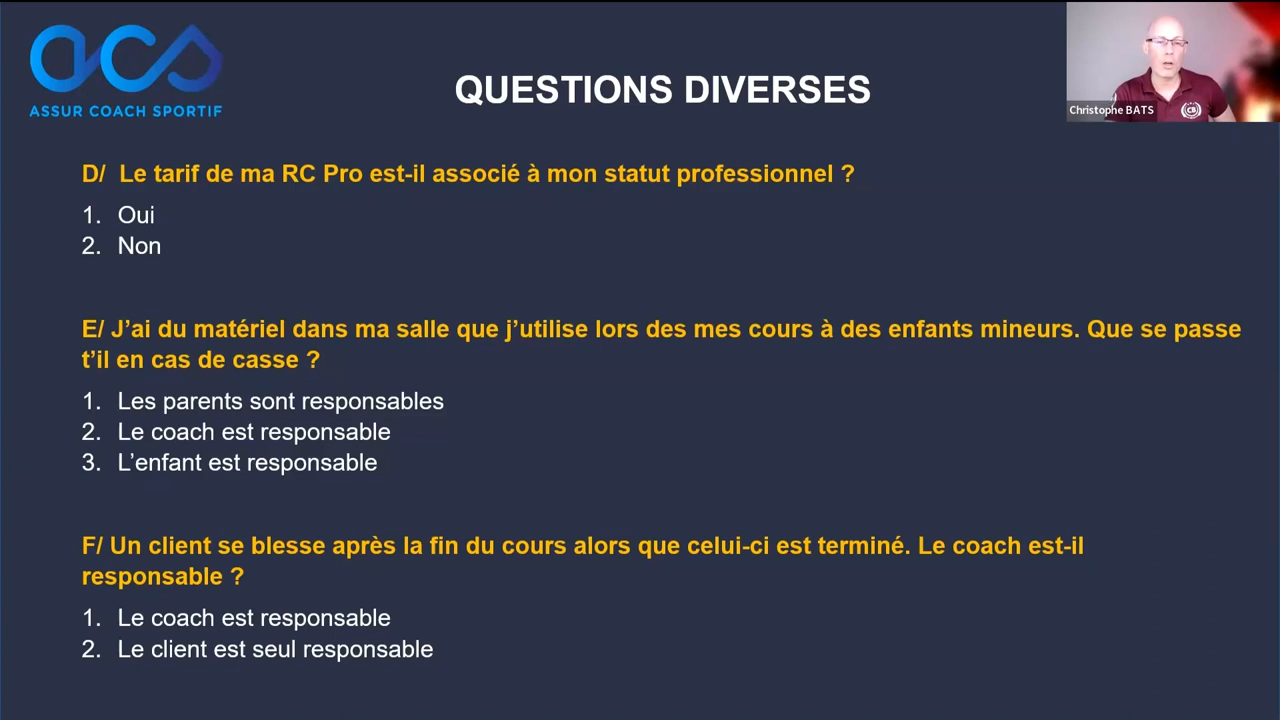 acs
ASSUR COACH SPORTIF
QUESTIONS DIVERSES
Christophe BATS
CB
D/ Le tarif de ma RC Pro est-il associé à mon statut professionnel ?
1. Oui
2. Non
E/ J’ai du matériel dans ma salle que j’utilise lors des mes cours à des enfants mineurs. Que se passe
t’il en cas de casse ?
1. Les parents sont responsables
2. Le coach est responsable
3. L’enfant est responsable
F/ Un client se blesse après la fin du cours alors que celui-ci est terminé. Le coach est-il
responsable ?
1. Le coach est responsable
2. Le client est seul responsable